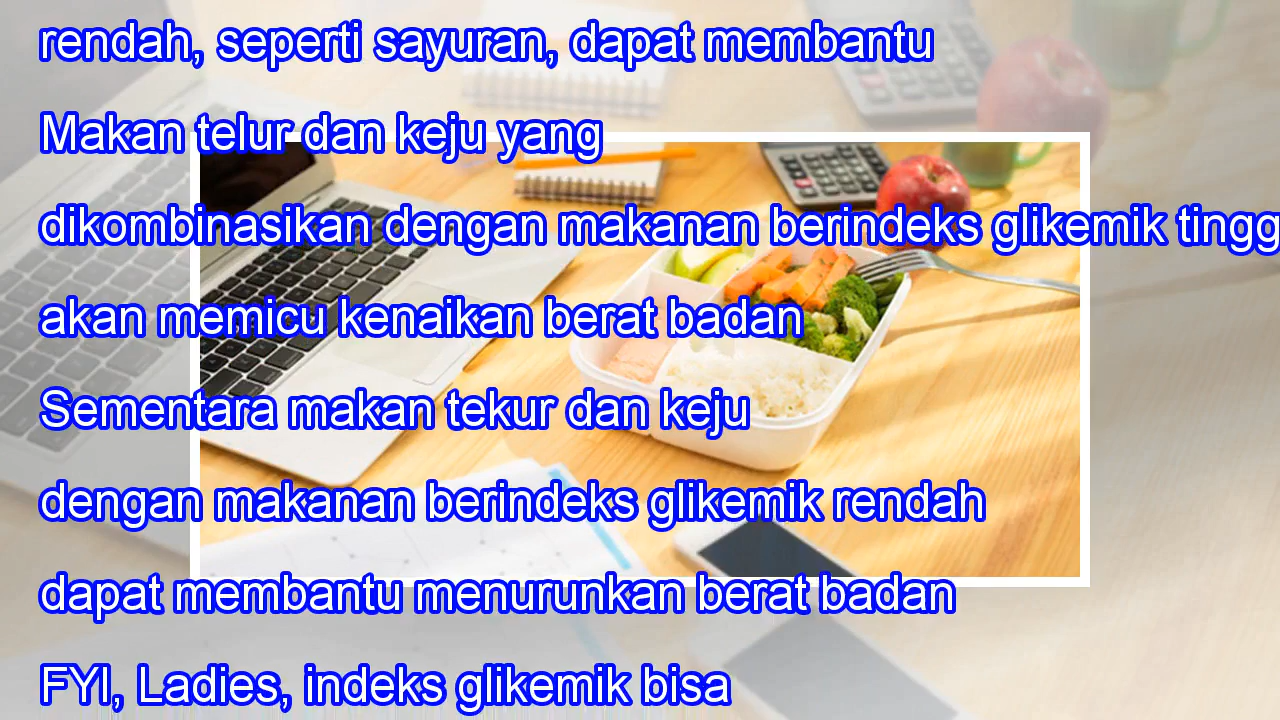 rendah, seperti sayuran, dapat membantu
Makan telur dan keju yang
dikombinasikan dengan makanan berindeks glikemik tingg
akan memicu kenaikan berat badan
Sementara makan tekur dan keju
dengan makanan berindeks glikemik rendah
dapat membantu menurunkan berat badan
FYI, Ladies, indeks glikemik bisa